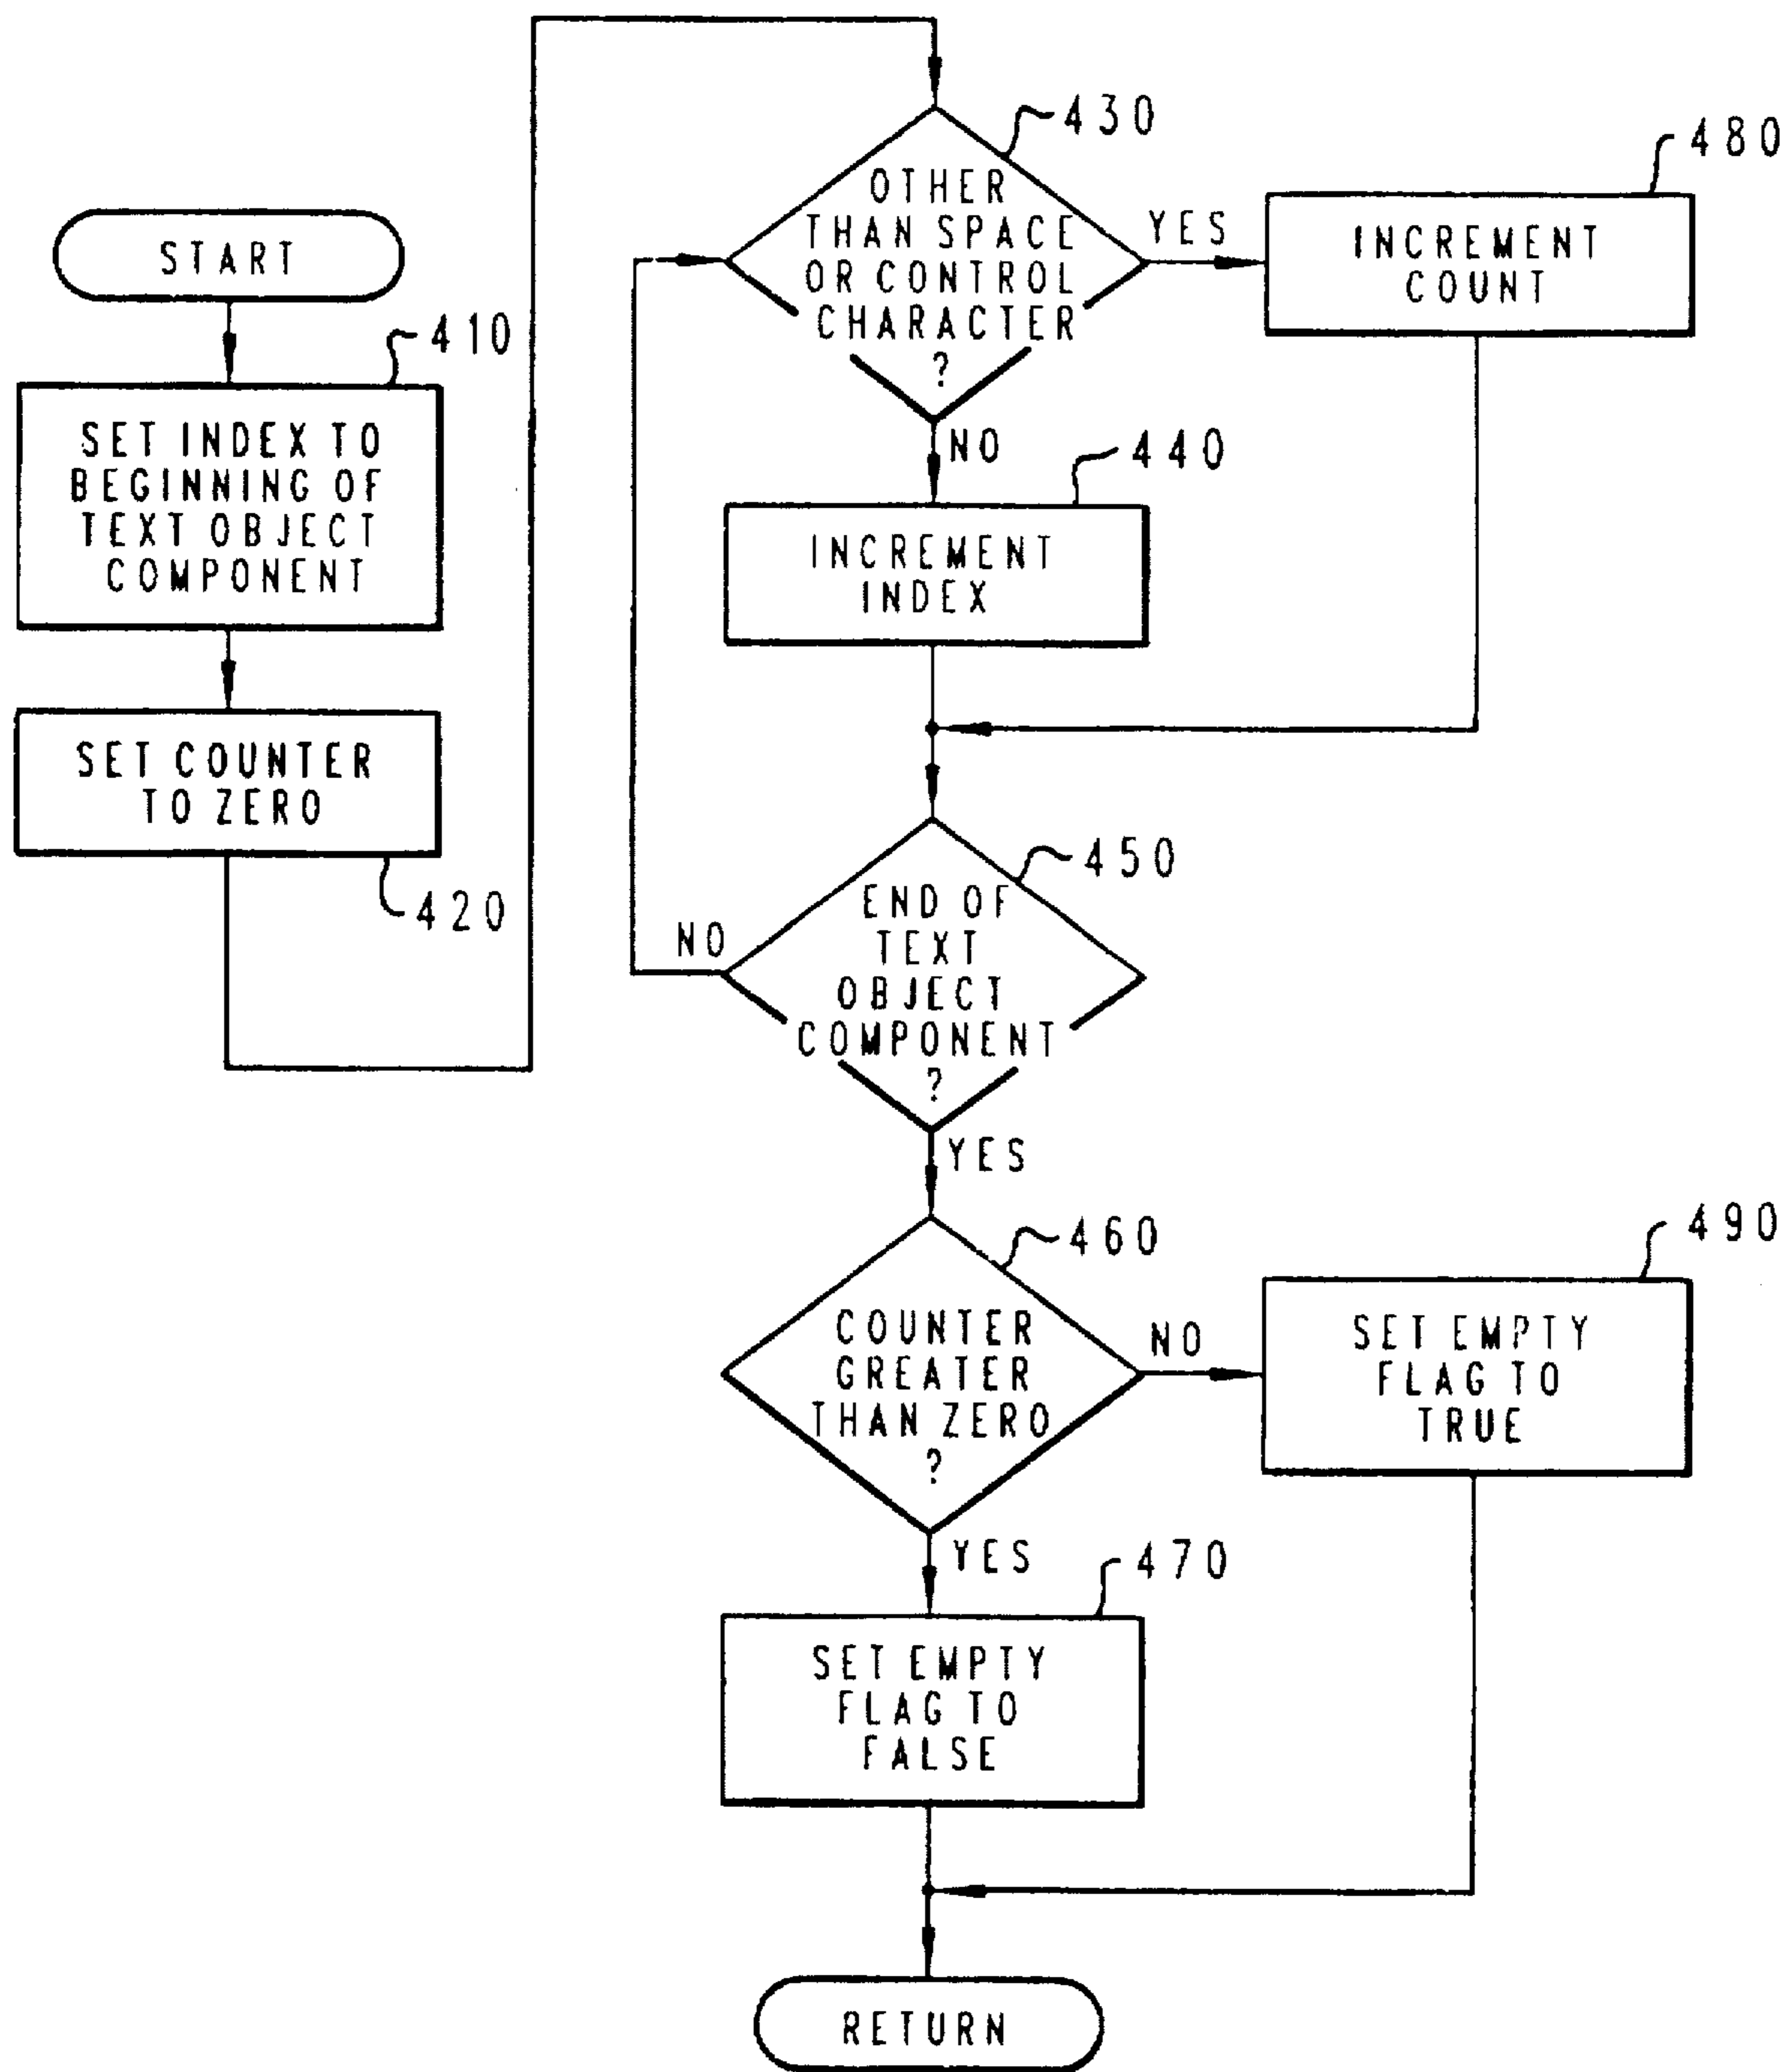 START
410
SET INDEX TO
BEGINNING OF
TEXT OBJECT
COMPONENT
SET COUNTER
TO ZERO
420
430
OTHER
THAN SPACE
OR CONTROL
CHARACTER
?
YES
480
INCREMENT
COUNT
NO
440
INCREMENT
INDEX
450
END OF
TEXT
OBJECT
COMPONENT
?
NO
YES
460
COUNTER
GREATER
THAN ZERO
?
NO
490
SET EMPTY
FLAG TO
TRUE
YES
470
SET EMPTY
FLAG TO
FALSE
RETURN